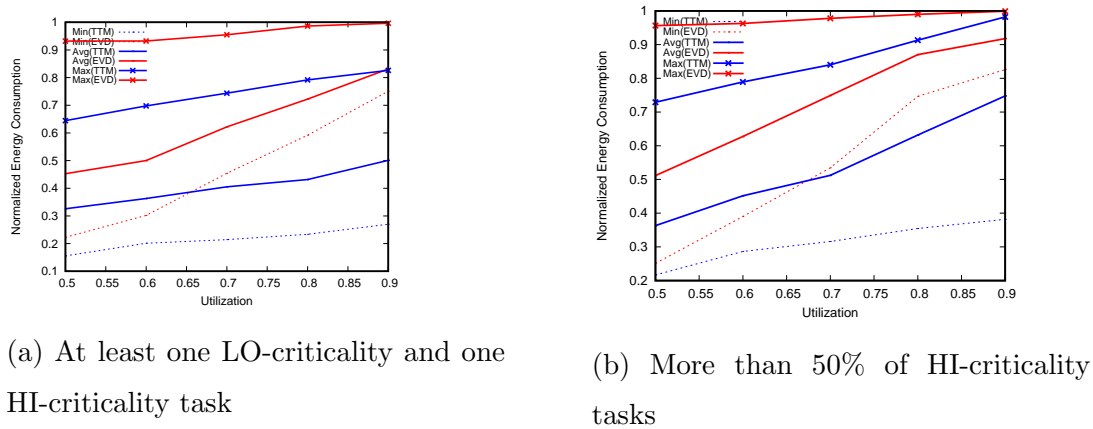 Normalized Energy Consumption
1
0.9
0.8
0.7
0.6
0.5
0.4
0.3
0.2
0.1
Min(TTM)
Min(EVD)
Avg(TTM)
Avg(EVD)
Max(TTM)
Max(EVD)
0.5 0.55 0.6 0.65 0.7 0.75 0.8 0.85 0.9
Utilization
(a) At least one LO-criticality and one
HI-criticality task
Normalized Energy Consumption
1
0.9
0.8
0.7
0.6
0.5
0.4
0.3
0.2
Min(TTM)
Min(EVD)
Avg(TTM)
Avg(EVD)
Max(TTM)
Max(EVD)
0.5 0.55 0.6 0.65 0.7 0.75 0.8 0.85 0.9
Utilization
(b) More than 50% of HI-criticality
tasks